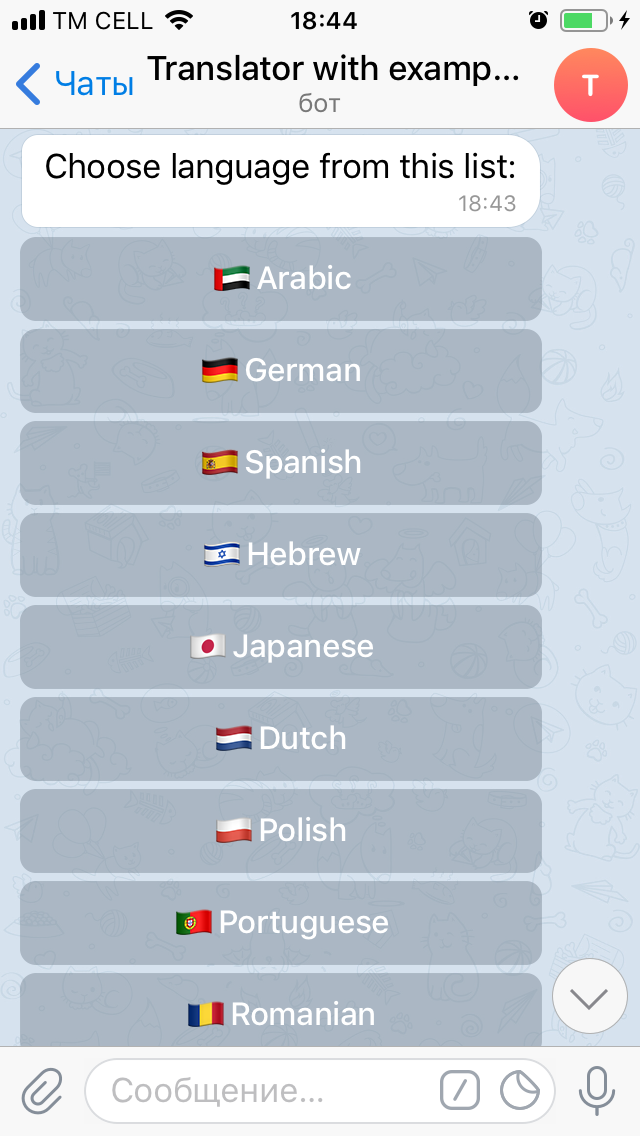 TM CELL 18:44
Чаты
Translator with examp...
бот
T
Choose language from this list:
18:43
Arabic
German
Spanish
Hebrew
Japanese
Dutch
Polish
Portuguese
Romanian
Сообщение...